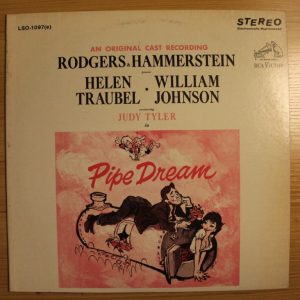 LSO-1097(e)
STEREO
Electronically Reprocessed
RCA VICTOR
AN ORIGINAL CAST RECORDING
RODGERS & HAMMERSTEIN
present
HELEN · WILLIAM
TRAUBEL JOHNSON
JUDY TYLER
in
Pipe Dream